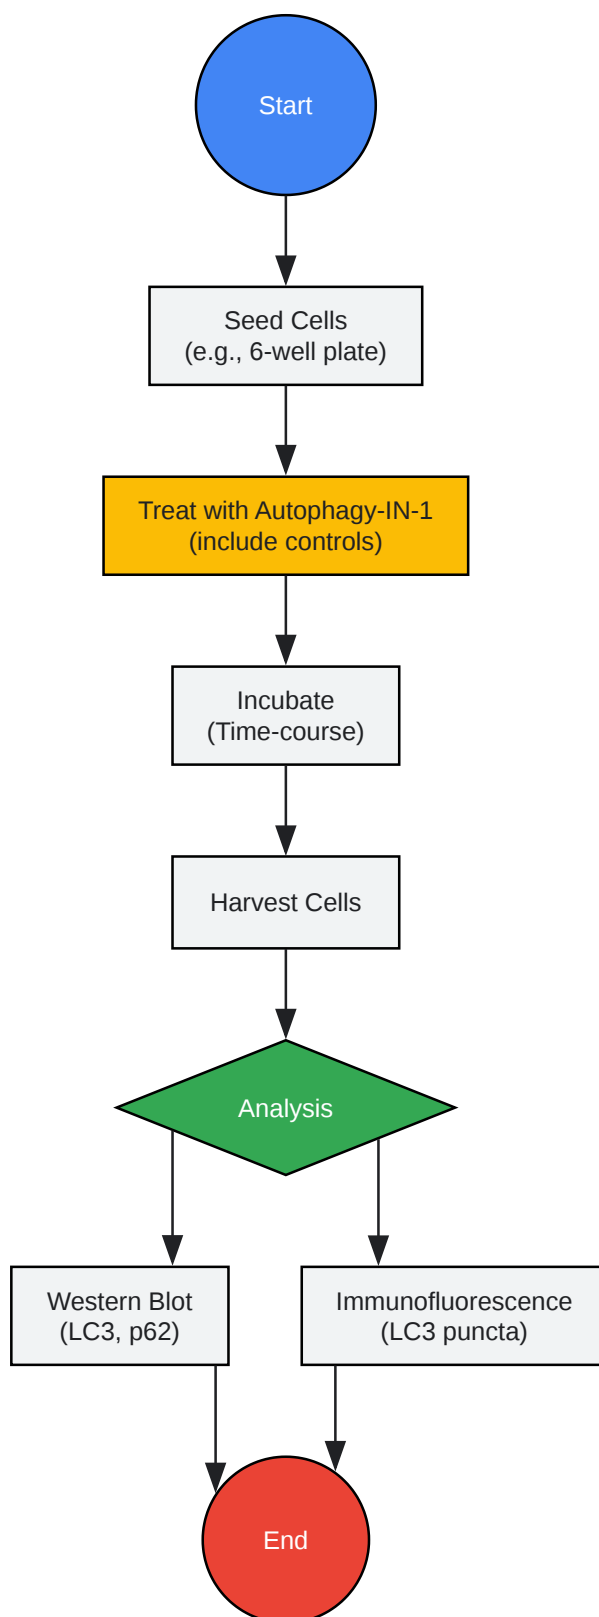 Start
Seed Cells
(e.g., 6-well plate)
Treat with Autophagy-IN-1
(include controls)
Incubate
(Time-course)
Harvest Cells
Analysis
Western Blot
(LC3, p62)
Immunofluorescence
(LC3 puncta)
End